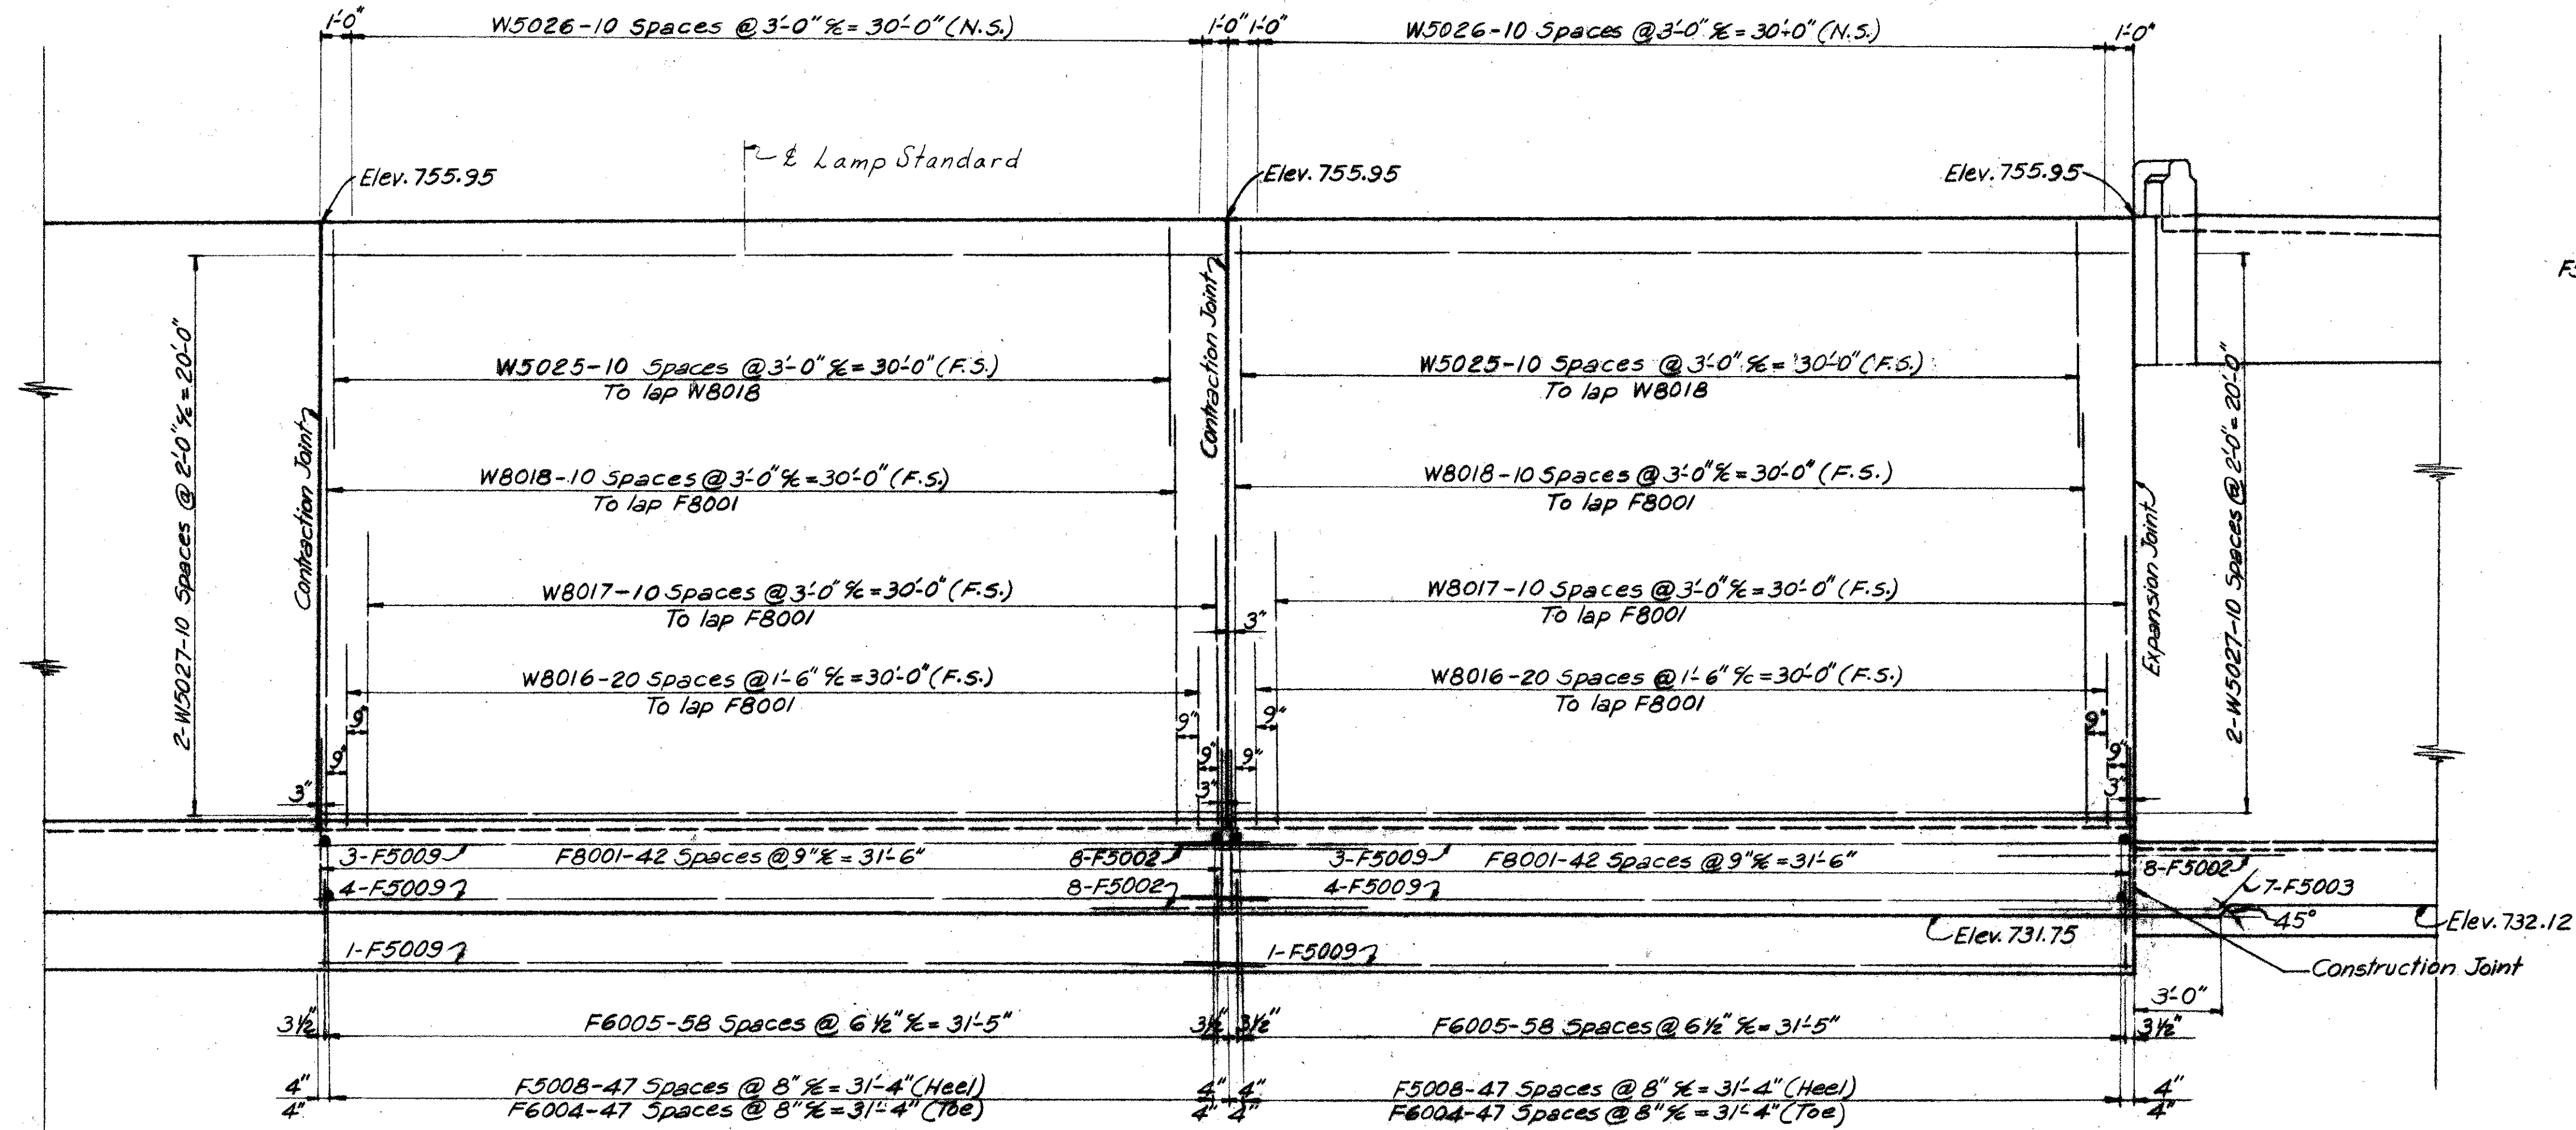 1'-0" W5026-10 Spaces @ 3'-0" ℄ = 30'-0" (N.S.) 1'-0" 1'-0" W5026-10 Spaces @ 3'-0" ℄ = 30'-0" (N.S.) 1'-0"
℄ Lamp Standard
Elev. 755.95 Elev. 755.95 Elev. 755.95
F5
2-W5027-10 Spaces @ 2'-0" ℄ = 20'-0"
Contraction Joint
Contraction Joint
Expansion Joint
2-W5027-10 Spaces @ 2'-0" = 20'-0"
W5025-10 Spaces @ 3'-0" ℄ = 30'-0" (F.S.) W5025-10 Spaces @ 3'-0" ℄ = 30'-0" (F.S.)
To lap W8018 To lap W8018
W8018-10 Spaces @ 3'-0" ℄ = 30'-0" (F.S.) W8018-10 Spaces @ 3'-0" ℄ = 30'-0" (F.S.)
To lap F8001 To lap F8001
W8017-10 Spaces @ 3'-0" ℄ = 30'-0" (F.S.) W8017-10 Spaces @ 3'-0" ℄ = 30'-0" (F.S.)
To lap F8001 3" To lap F8001
W8016-20 Spaces @ 1'-6" ℄ = 30'-0" (F.S.) W8016-20 Spaces @ 1'-6" ℄ = 30'-0" (F.S.)
To lap F8001 To lap F8001
9" 9" 9" 9"
9" 9" 9" 9"
3" 3" 3"
3-F5009 F8001-42 Spaces @ 9" ℄ = 31'-6" 8-F5002 3-F5009 F8001-42 Spaces @ 9" ℄ = 31'-6" 8-F5002
4-F5009 8-F5002 4-F5009 7-F5003
45° Elev. 732.12
Elev. 731.75
1-F5009 1-F5009
Construction Joint
3'-0"
3½" F6005-58 Spaces @ 6½" ℄ = 31'-5" 3½" 3½" F6005-58 Spaces @ 6½" ℄ = 31'-5" 3½"
4" F5008-47 Spaces @ 8" ℄ = 31'-4" (Heel) 4" 4" F5008-47 Spaces @ 8" ℄ = 31'-4" (Heel) 4"
4" F6004-47 Spaces @ 8" ℄ = 31'-4" (Toe) 4" 4" F6004-47 Spaces @ 8" ℄ = 31'-4" (Toe) 4"